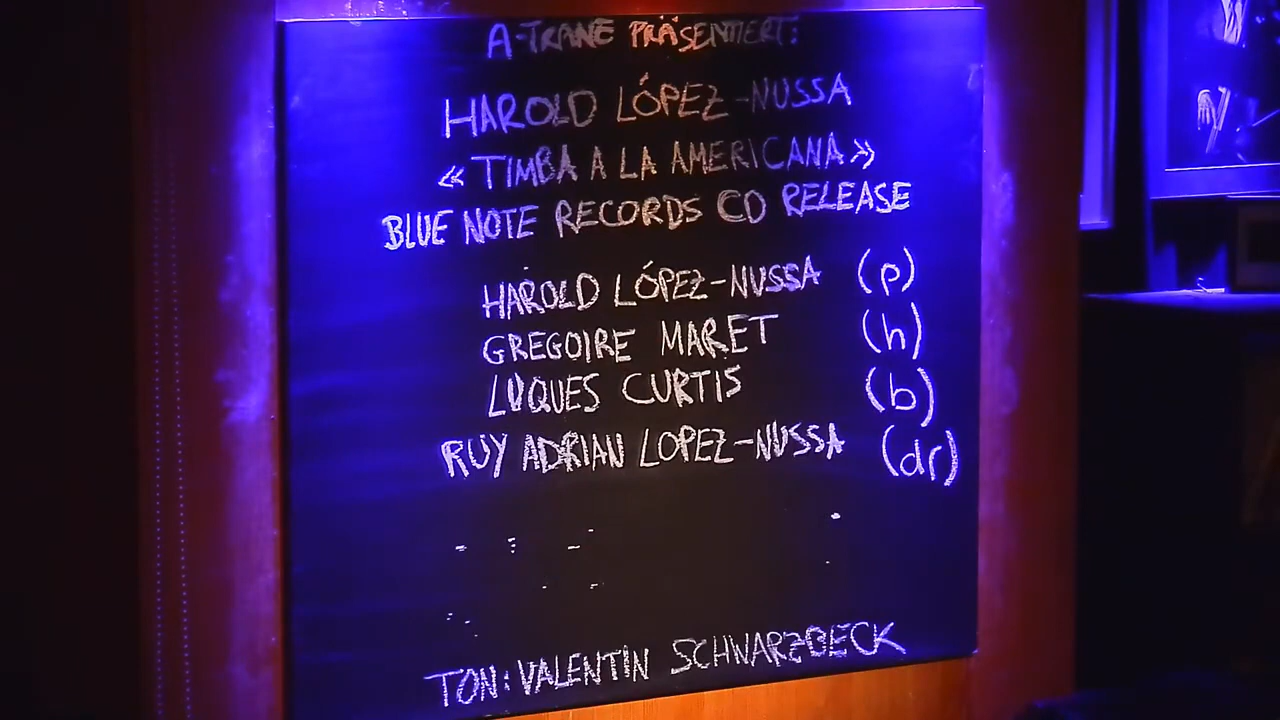 A-TRANE PRÄSENTIERT:
HAROLD LÓPEZ-NUSSA
« TIMBA A LA AMERICANA »
BLUE NOTE RECORDS CD RELEASE
HAROLD LÓPEZ-NUSSA (p)
GREGOIRE MARET (h)
LUQUES CURTIS (b)
RUY ADRIAN LOPEZ-NUSSA (dr)
TON: VALENTIN SCHWARZBECK